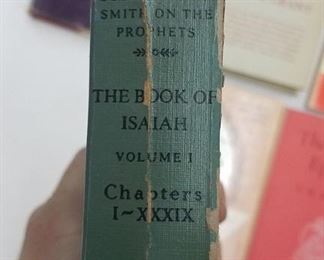 SMITH ON THE
PROPHETS
THE BOOK OF
ISAIAH
VOLUME I
Chapters
I~XXXIX